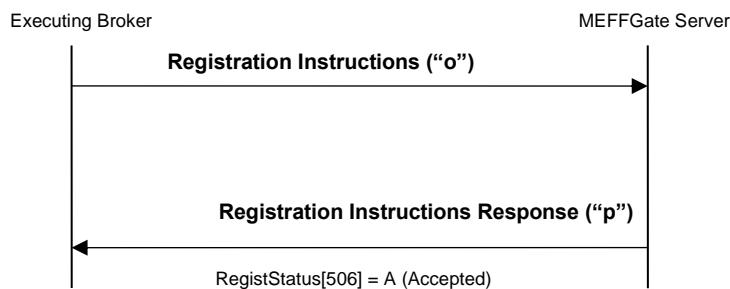 Executing Broker
MEFFGate Server
Registration Instructions (“o”)
Registration Instructions Response (“p”)
RegistStatus[506] = A (Accepted)